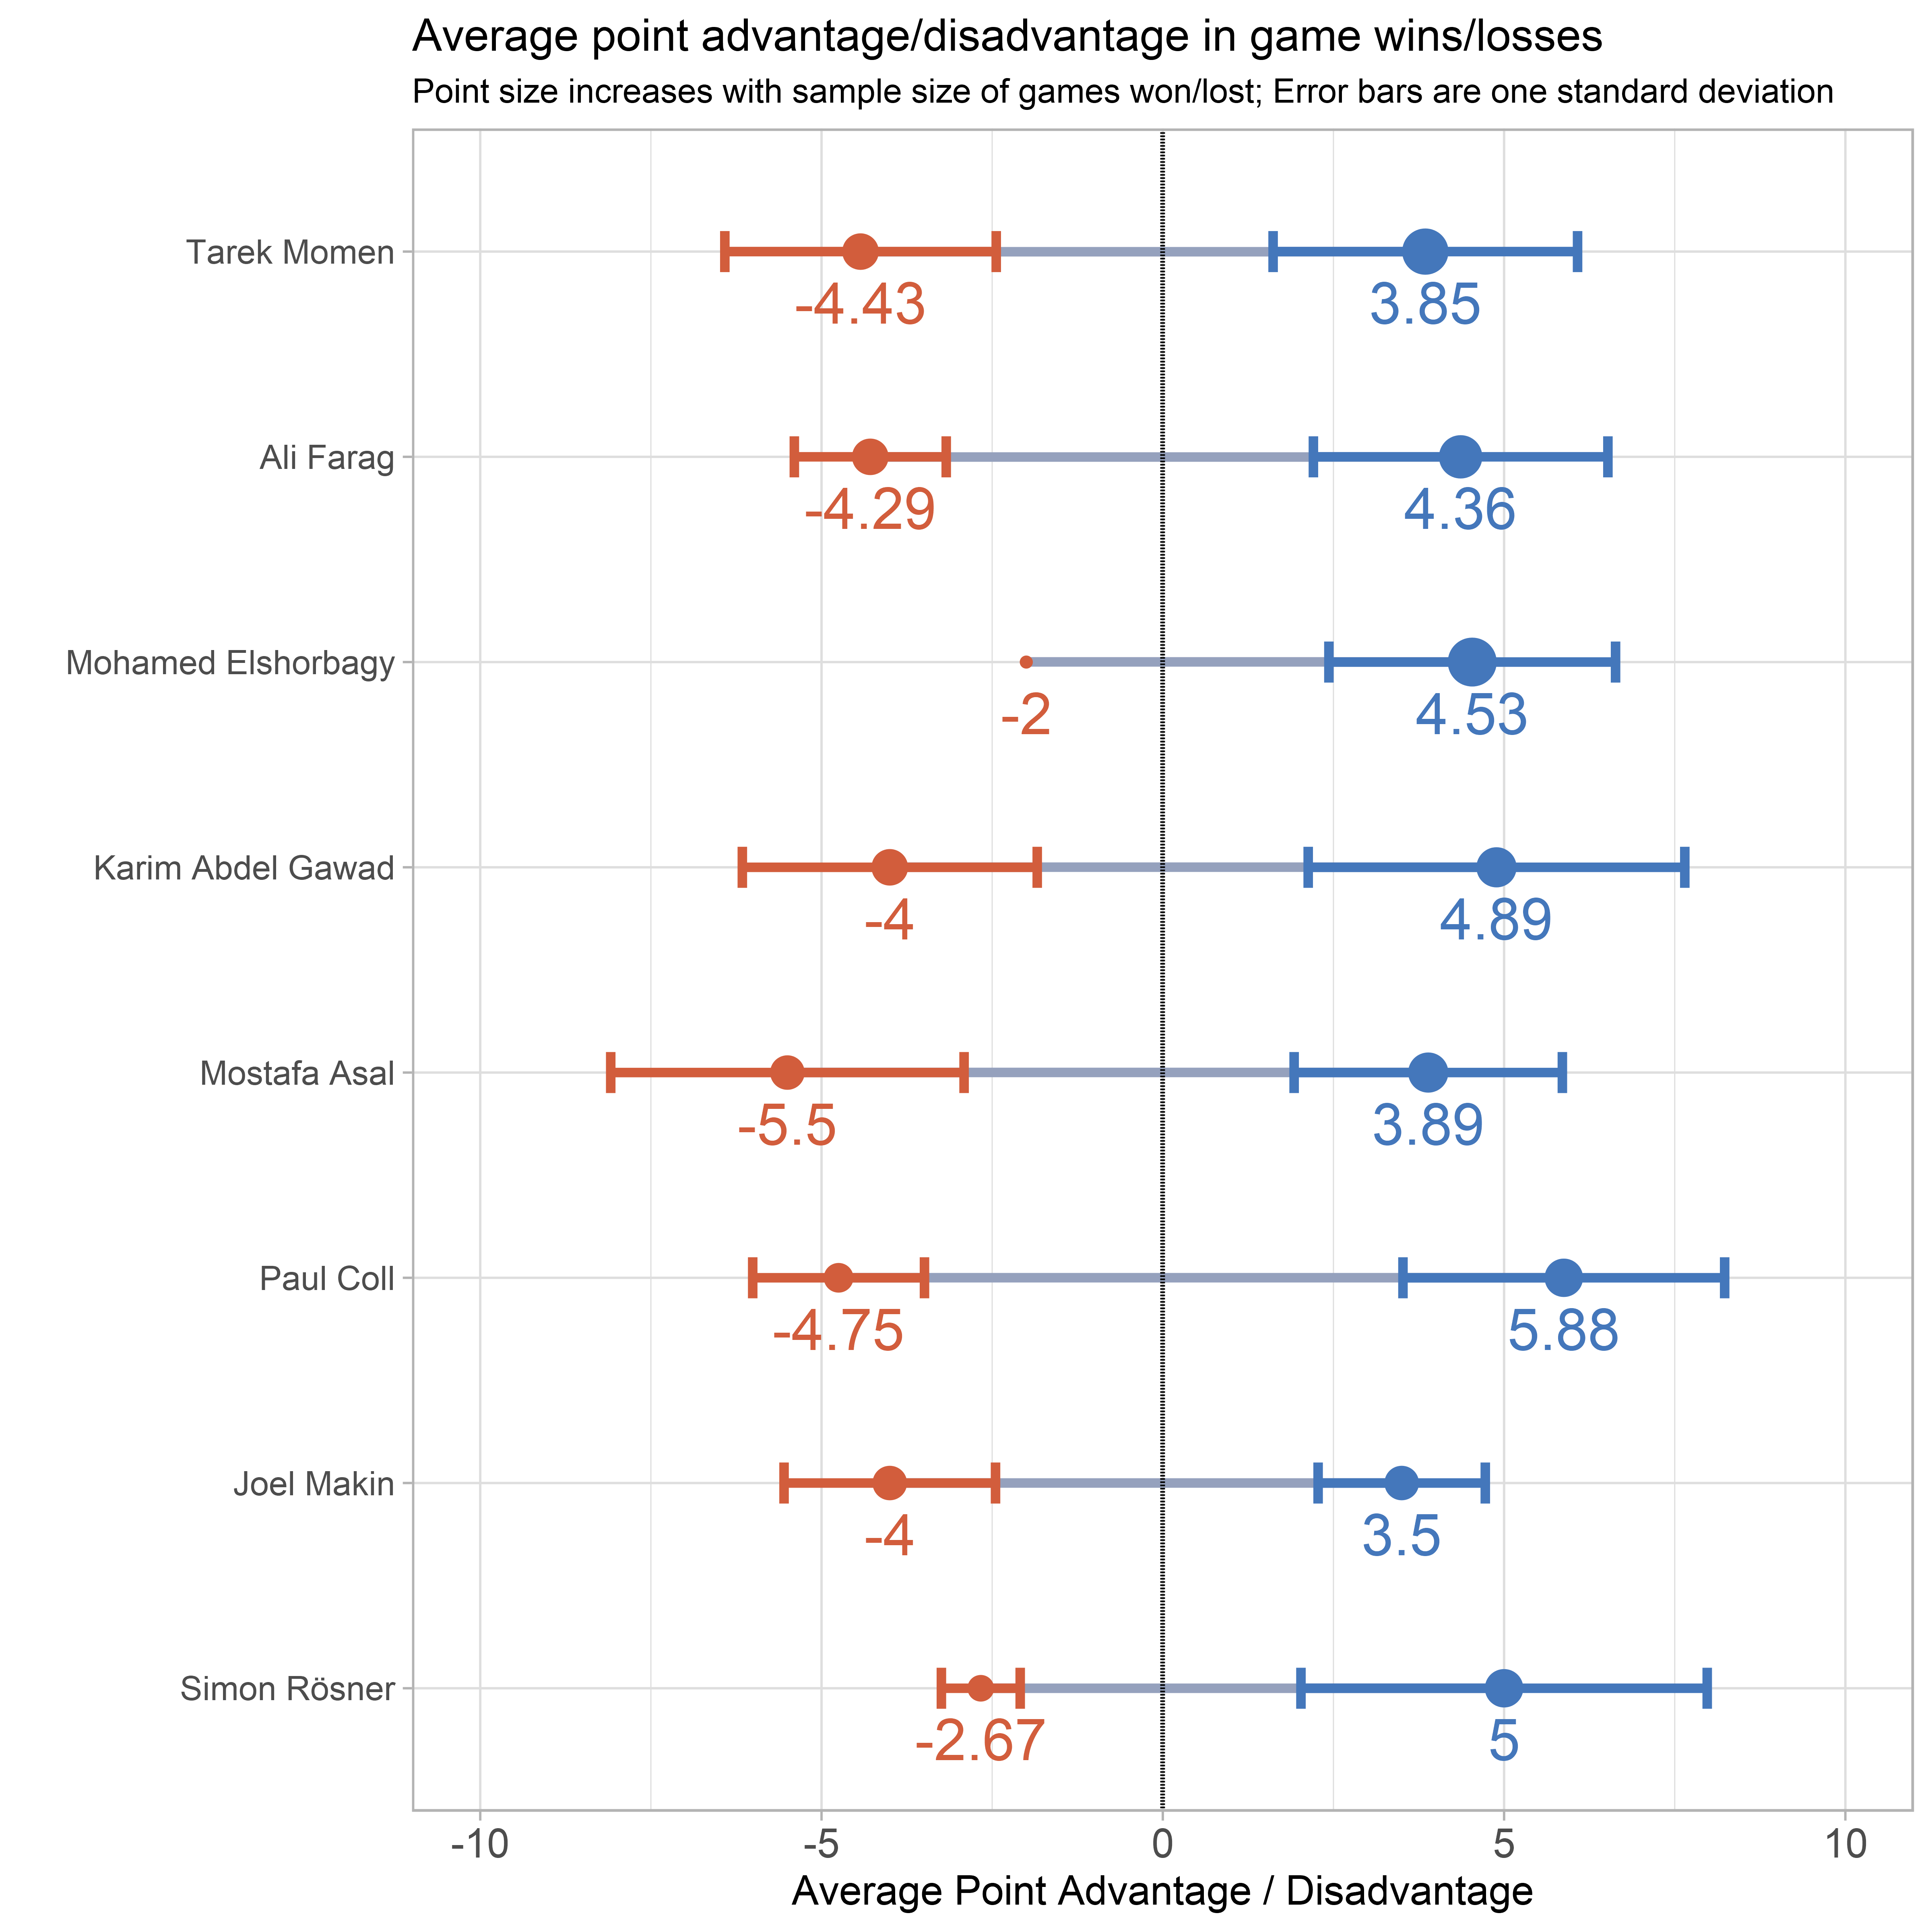 Average point advantage/disadvantage in game wins/losses
Point size increases with sample size of games won/lost; Error bars are one standard deviation
Tarek Momen
-4.43
3.85
Ali Farag
-4.29
4.36
Mohamed Elshorbagy
-2
4.53
Karim Abdel Gawad
-4
4.89
Mostafa Asal
-5.5
3.89
Paul Coll
-4.75
5.88
Joel Makin
-4
3.5
Simon Rösner
-2.67
5
-10 -5 0 5 10
Average Point Advantage / Disadvantage